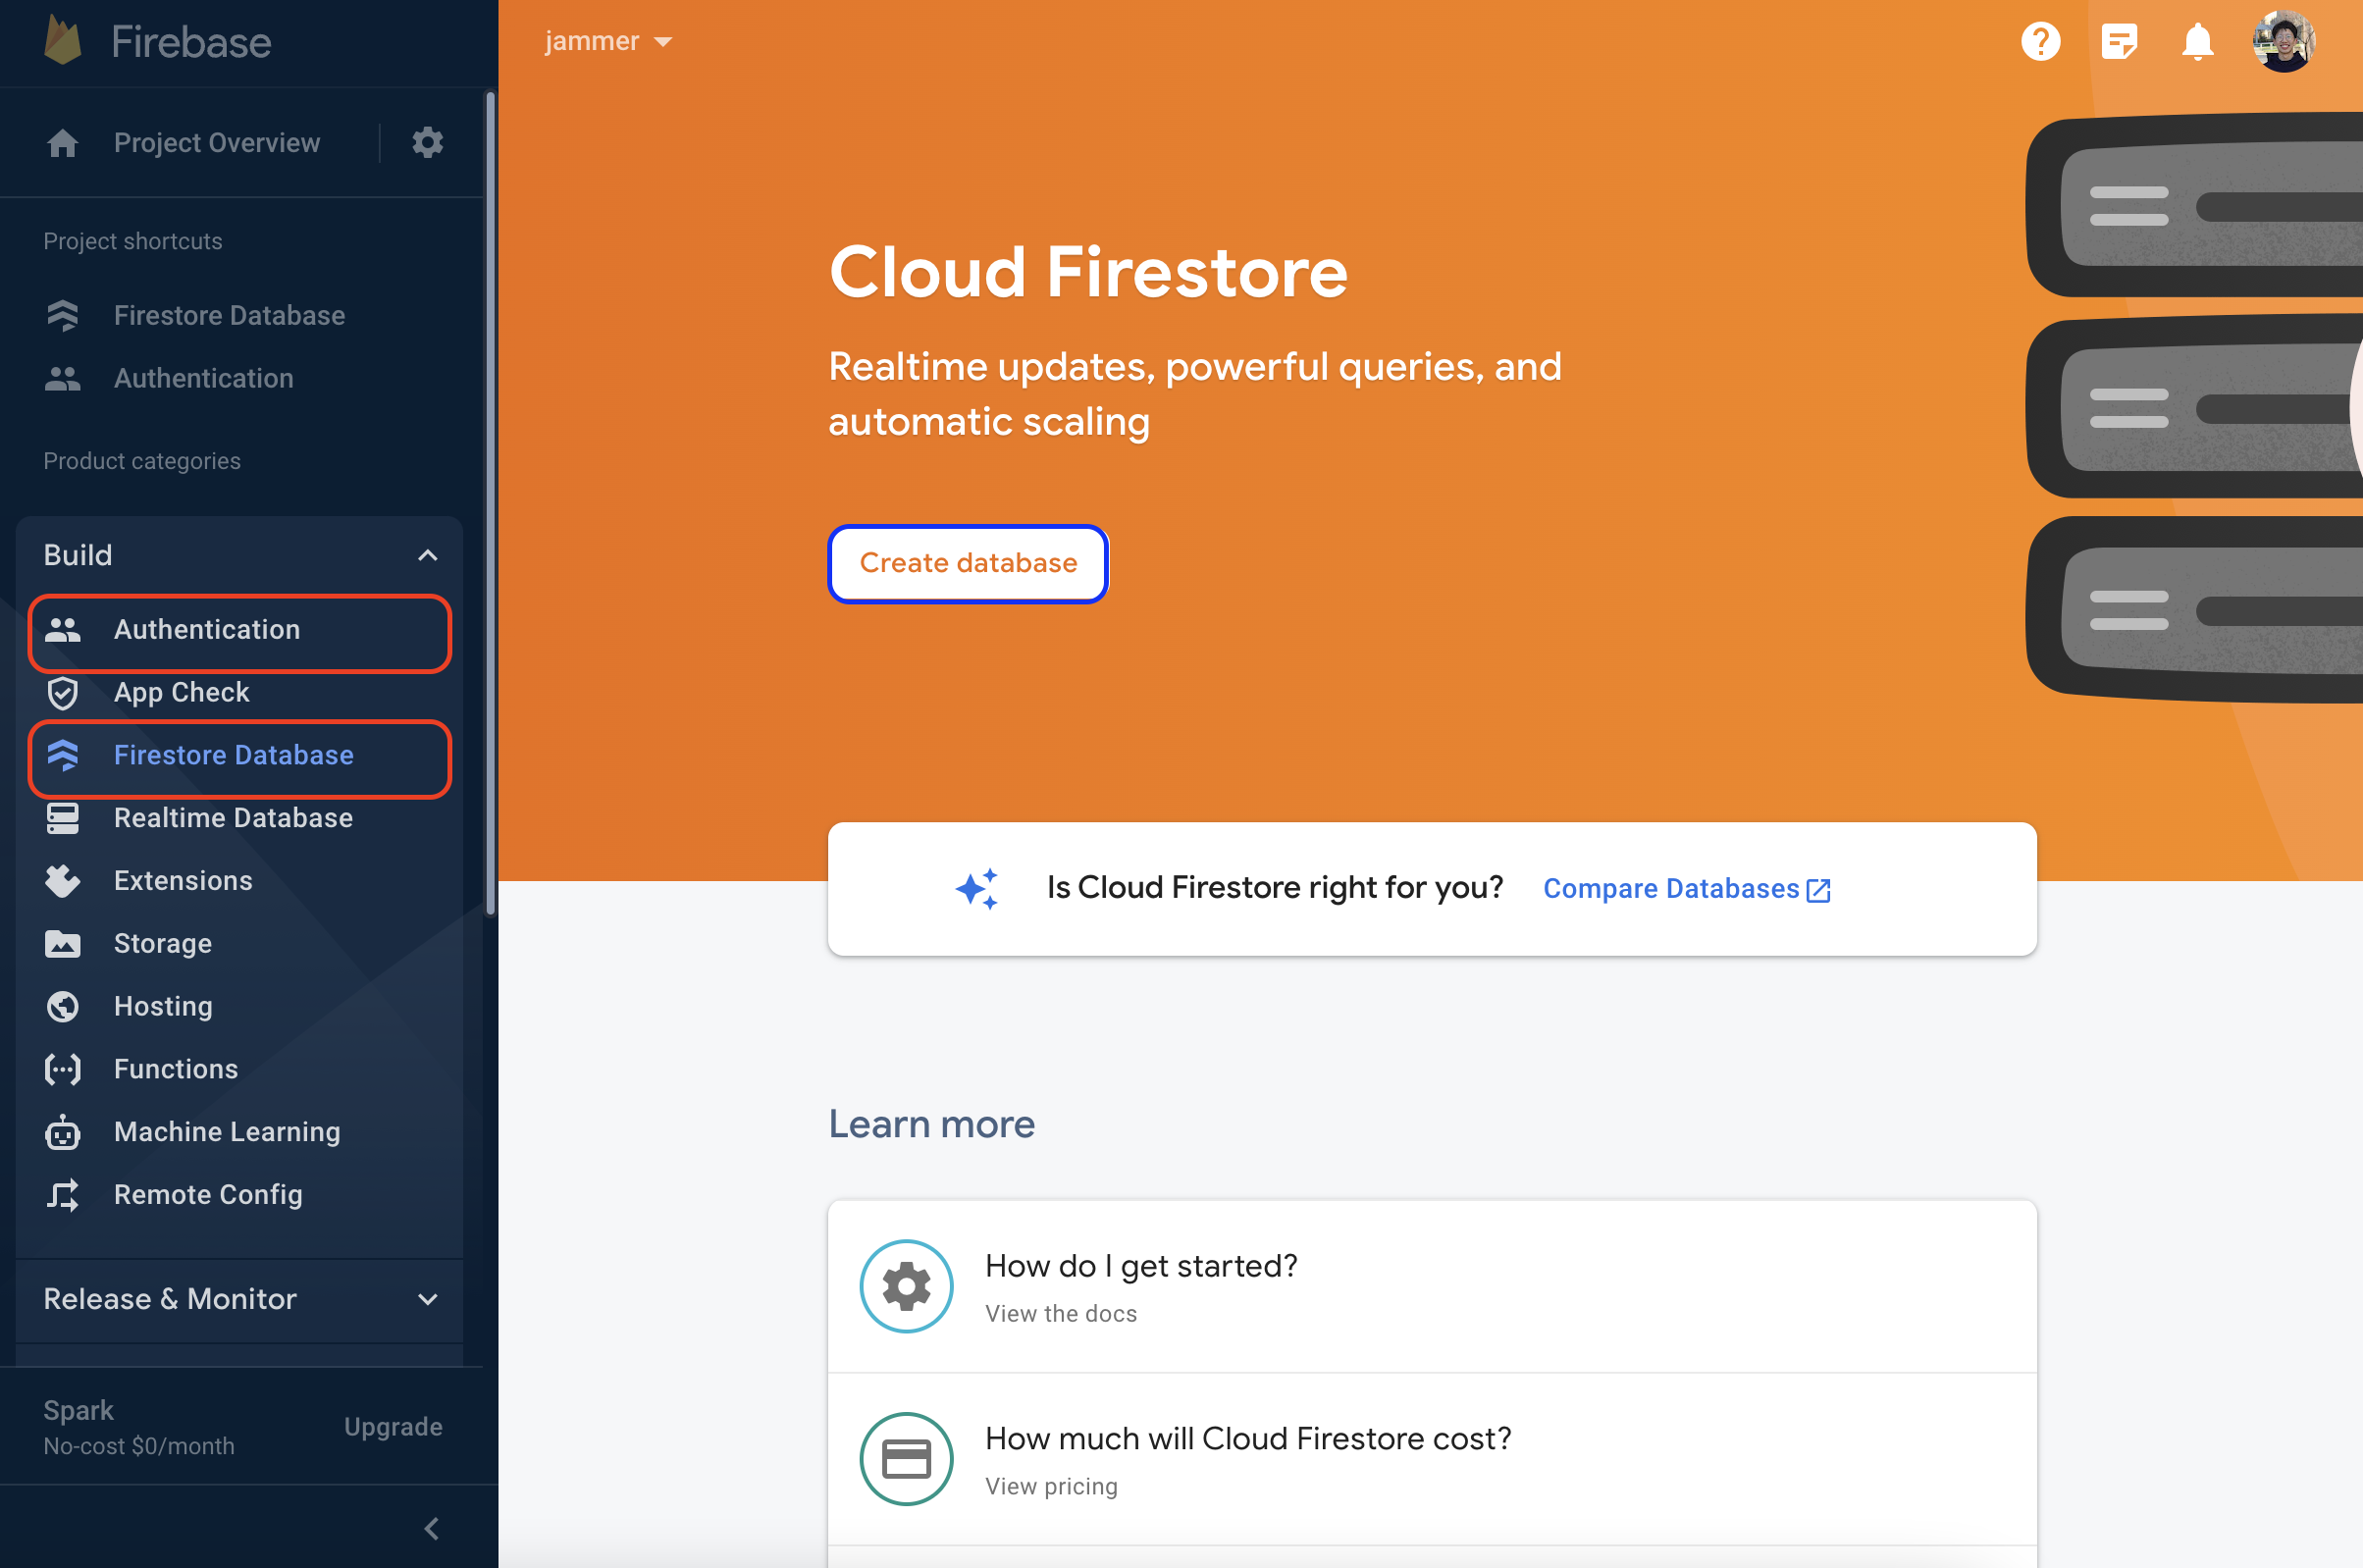 Firebase
Project Overview
Project shortcuts
Firestore Database
Authentication
Product categories
Build
Authentication
App Check
Firestore Database
Realtime Database
Extensions
Storage
Hosting
Functions
Machine Learning
Remote Config
Release & Monitor
Spark
No-cost $0/month
Upgrade
jammer
Cloud Firestore
Realtime updates, powerful queries, and
automatic scaling
Create database
Is Cloud Firestore right for you? Compare Databases
Learn more
How do I get started?
View the docs
How much will Cloud Firestore cost?
View pricing